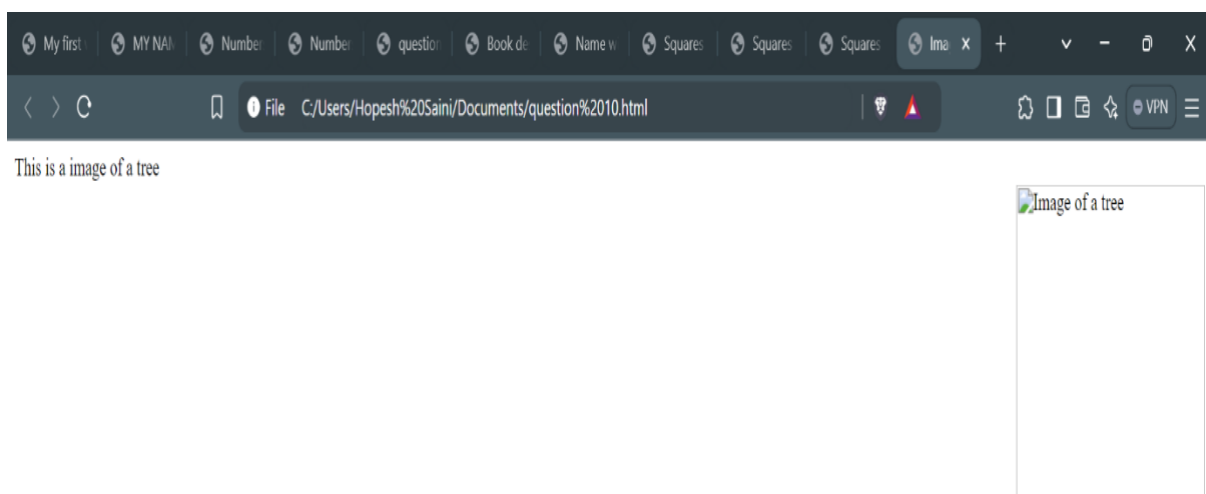 My first MY NAM Number Number question Book de Name w Squares Squares Squares Ima
File C:/Users/Hopesh%20Saini/Documents/question%2010.html VPN
This is a image of a tree
Image of a tree